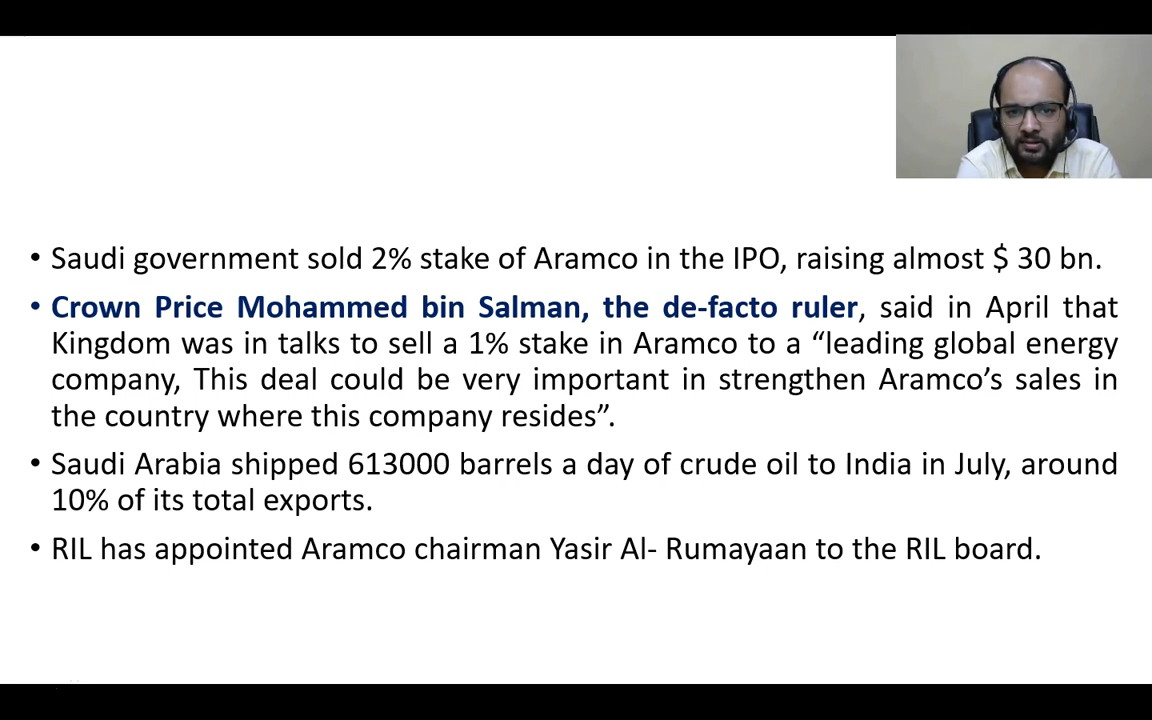 • Saudi government sold 2% stake of Aramco in the IPO, raising almost $ 30 bn.
• Crown Price Mohammed bin Salman, the de-facto ruler, said in April that
Kingdom was in talks to sell a 1% stake in Aramco to a “leading global energy
company, This deal could be very important in strengthen Aramco’s sales in
the country where this company resides”.
• Saudi Arabia shipped 613000 barrels a day of crude oil to India in July, around
10% of its total exports.
• RIL has appointed Aramco chairman Yasir Al- Rumayaan to the RIL board.